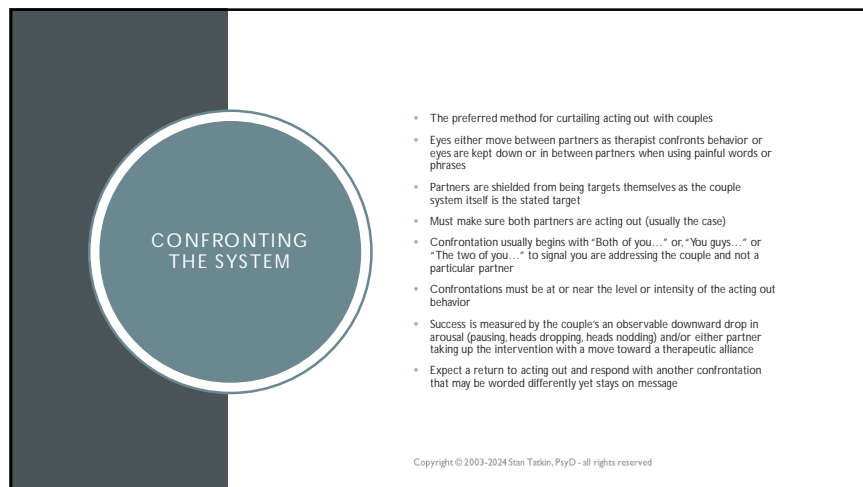 CONFRONTING
THE SYSTEM
• The preferred method for curtailing acting out with couples
• Eyes either move between partners as therapist confronts behavior or
eyes are kept down or in between partners when using painful words or
phrases
• Partners are shielded from being targets themselves as the couple
system itself is the stated target
• Must make sure both partners are acting out (usually the case)
• Confrontation usually begins with “Both of you…” or, “You guys…” or
“The two of you…” to signal you are addressing the couple and not a
particular partner
• Confrontations must be at or near the level or intensity of the acting out
behavior
• Success is measured by the couple’s an observable downward drop in
arousal (pausing, heads dropping, heads nodding) and/or either partner
taking up the intervention with a move toward a therapeutic alliance
• Expect a return to acting out and respond with another confrontation
that may be worded differently yet stays on message
Copyright © 2003-2024 Stan Tatkin, PsyD - all rights reserved